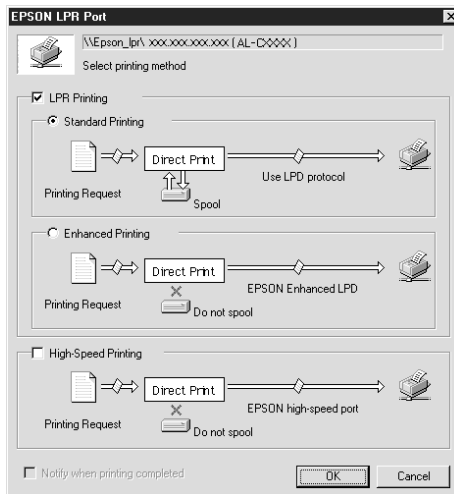 EPSON LPR Port
\\Epson_lpr\ xxx.xxx.xxx.xxx ( AL-CXXXX )
Select printing method
LPR Printing
Standard Printing
Direct Print
Use LPD protocol
Printing Request
Spool
Enhanced Printing
Direct Print
EPSON Enhanced LPD
Printing Request
Do not spool
High-Speed Printing
Direct Print
EPSON high-speed port
Printing Request
Do not spool
Notify when printing completed
OK
Cancel